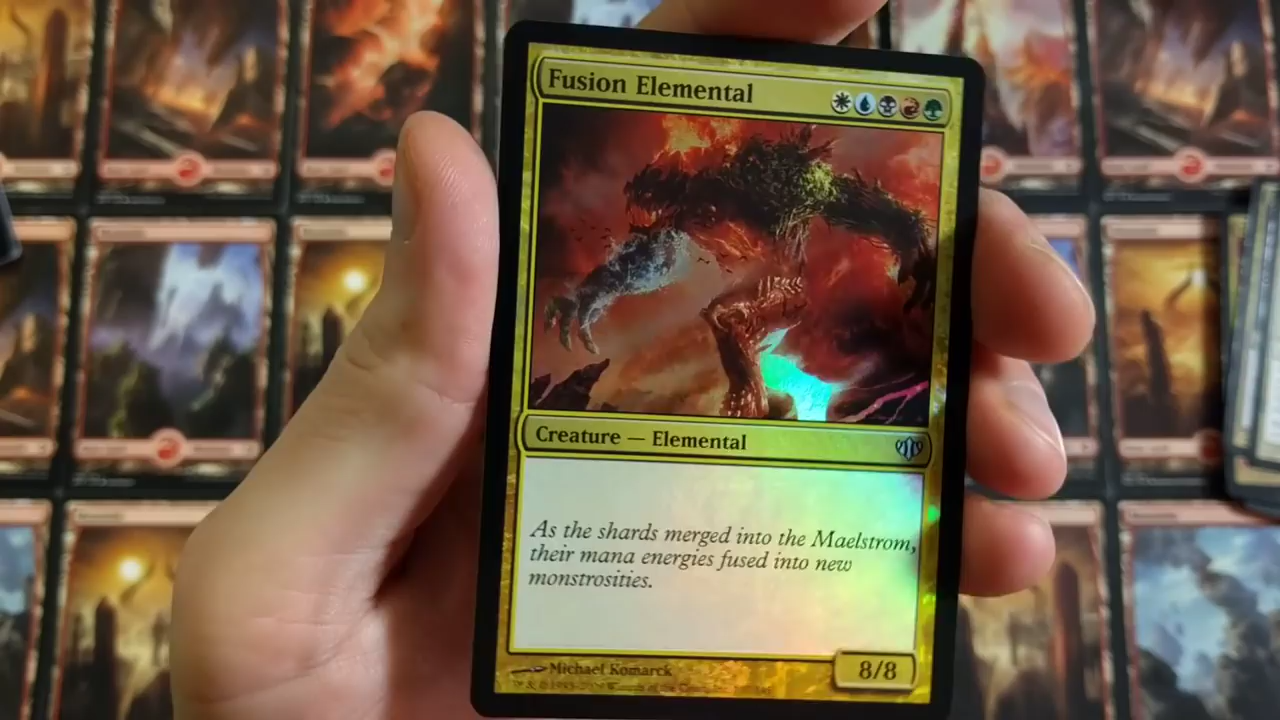 Fusion Elemental
Creature — Elemental
As the shards merged into the Maelstrom,
their mana energies fused into new
monstrosities.
Michael Komarck
8/8